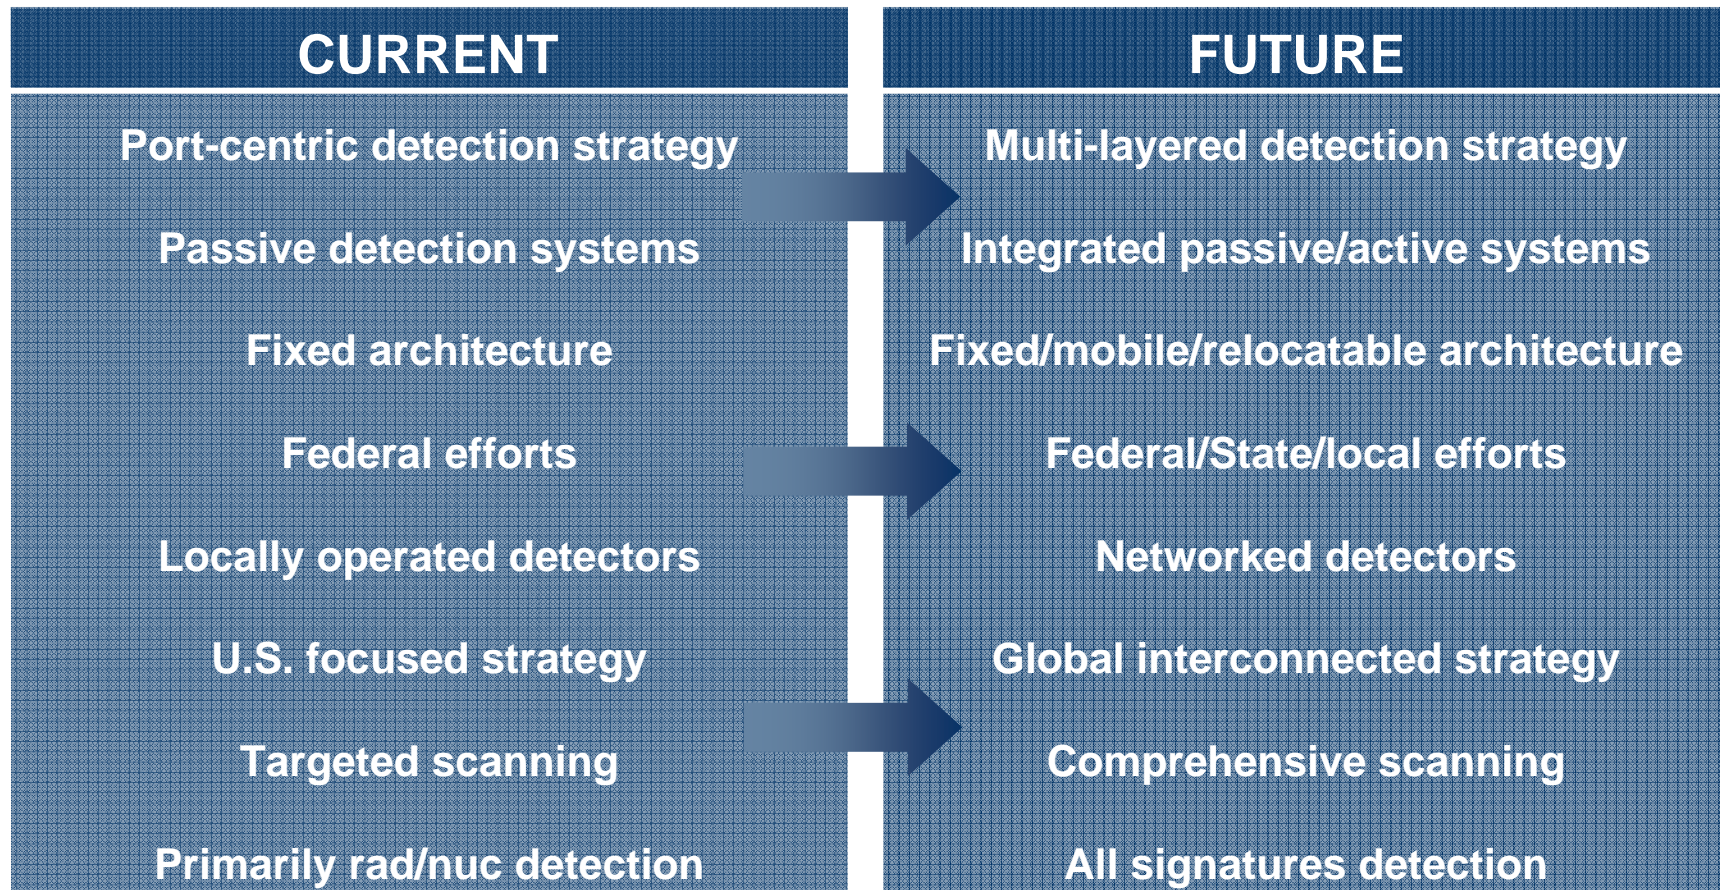 CURRENT
Port-centric detection strategy
Passive detection systems
Fixed architecture
Federal efforts
Locally operated detectors
U.S. focused strategy
Targeted scanning
Primarily rad/nuc detection
FUTURE
Multi-layered detection strategy
Integrated passive/active systems
Fixed/mobile/relocatable architecture
Federal/State/local efforts
Networked detectors
Global interconnected strategy
Comprehensive scanning
All signatures detection